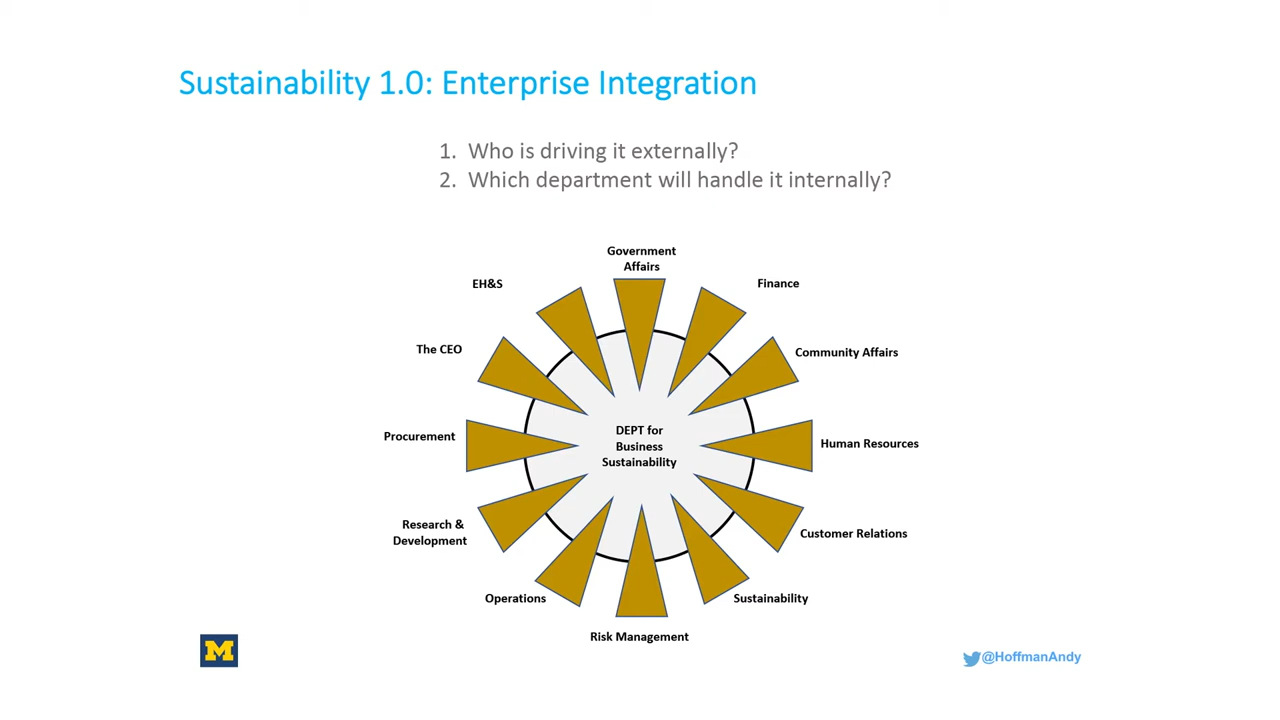 Sustainability 1.0: Enterprise Integration
1. Who is driving it externally?
2. Which department will handle it internally?
Government
Affairs
EH&S
Finance
The CEO
Community Affairs
Procurement
DEPT for
Business
Sustainability
Human Resources
Research &
Development
Customer Relations
Operations
Sustainability
Risk Management
M
@HoffmanAndy